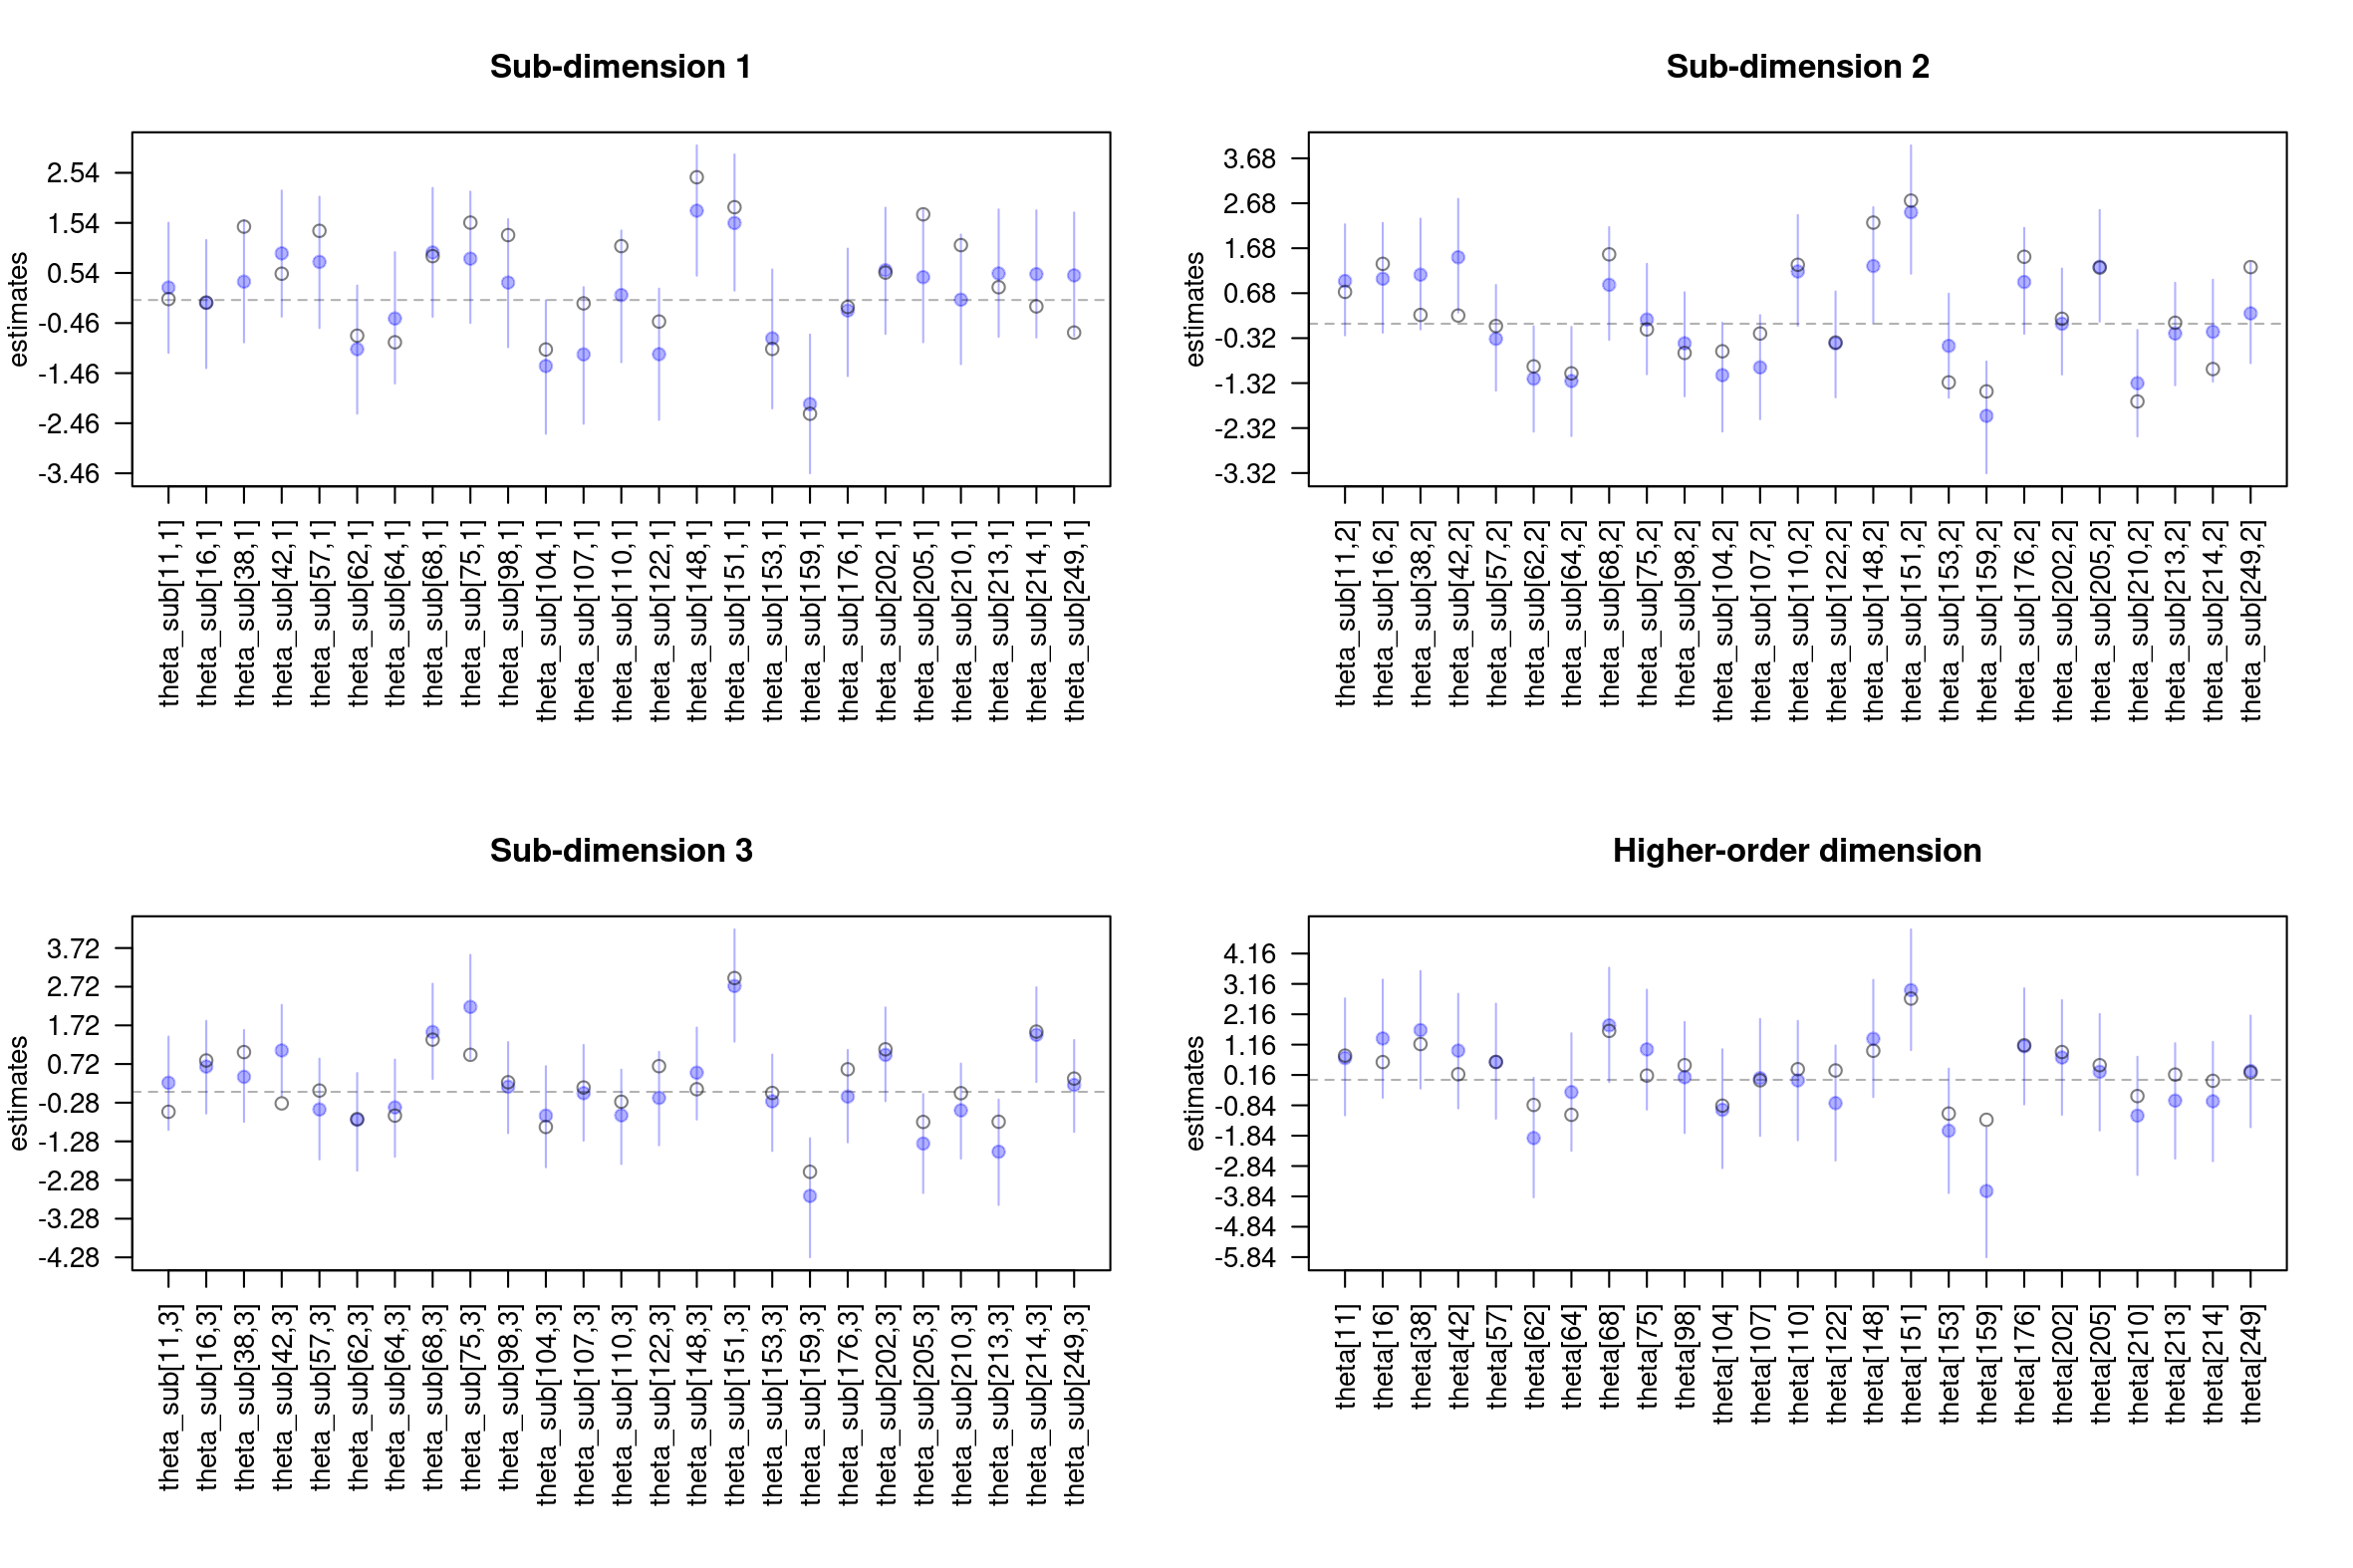 Sub-dimension 1
estimates
2.54
1.54
0.54
-0.46
-1.46
-2.46
-3.46
theta_sub[11,1]
theta_sub[16,1]
theta_sub[38,1]
theta_sub[42,1]
theta_sub[57,1]
theta_sub[62,1]
theta_sub[64,1]
theta_sub[68,1]
theta_sub[75,1]
theta_sub[98,1]
theta_sub[104,1]
theta_sub[107,1]
theta_sub[110,1]
theta_sub[122,1]
theta_sub[148,1]
theta_sub[151,1]
theta_sub[153,1]
theta_sub[159,1]
theta_sub[176,1]
theta_sub[202,1]
theta_sub[205,1]
theta_sub[210,1]
theta_sub[213,1]
theta_sub[214,1]
theta_sub[249,1]
Sub-dimension 2
estimates
3.68
2.68
1.68
0.68
-0.32
-1.32
-2.32
-3.32
theta_sub[11,2]
theta_sub[16,2]
theta_sub[38,2]
theta_sub[42,2]
theta_sub[57,2]
theta_sub[62,2]
theta_sub[64,2]
theta_sub[68,2]
theta_sub[75,2]
theta_sub[98,2]
theta_sub[104,2]
theta_sub[107,2]
theta_sub[110,2]
theta_sub[122,2]
theta_sub[148,2]
theta_sub[151,2]
theta_sub[153,2]
theta_sub[159,2]
theta_sub[176,2]
theta_sub[202,2]
theta_sub[205,2]
theta_sub[210,2]
theta_sub[213,2]
theta_sub[214,2]
theta_sub[249,2]
Sub-dimension 3
estimates
3.72
2.72
1.72
0.72
-0.28
-1.28
-2.28
-3.28
-4.28
theta_sub[11,3]
theta_sub[16,3]
theta_sub[38,3]
theta_sub[42,3]
theta_sub[57,3]
theta_sub[62,3]
theta_sub[64,3]
theta_sub[68,3]
theta_sub[75,3]
theta_sub[98,3]
theta_sub[104,3]
theta_sub[107,3]
theta_sub[110,3]
theta_sub[122,3]
theta_sub[148,3]
theta_sub[151,3]
theta_sub[153,3]
theta_sub[159,3]
theta_sub[176,3]
theta_sub[202,3]
theta_sub[205,3]
theta_sub[210,3]
theta_sub[213,3]
theta_sub[214,3]
theta_sub[249,3]
Higher-order dimension
estimates
4.16
3.16
2.16
1.16
0.16
-0.84
-1.84
-2.84
-3.84
-4.84
-5.84
theta[11]
theta[16]
theta[38]
theta[42]
theta[57]
theta[62]
theta[64]
theta[68]
theta[75]
theta[98]
theta[104]
theta[107]
theta[110]
theta[122]
theta[148]
theta[151]
theta[153]
theta[159]
theta[176]
theta[202]
theta[205]
theta[210]
theta[213]
theta[214]
theta[249]